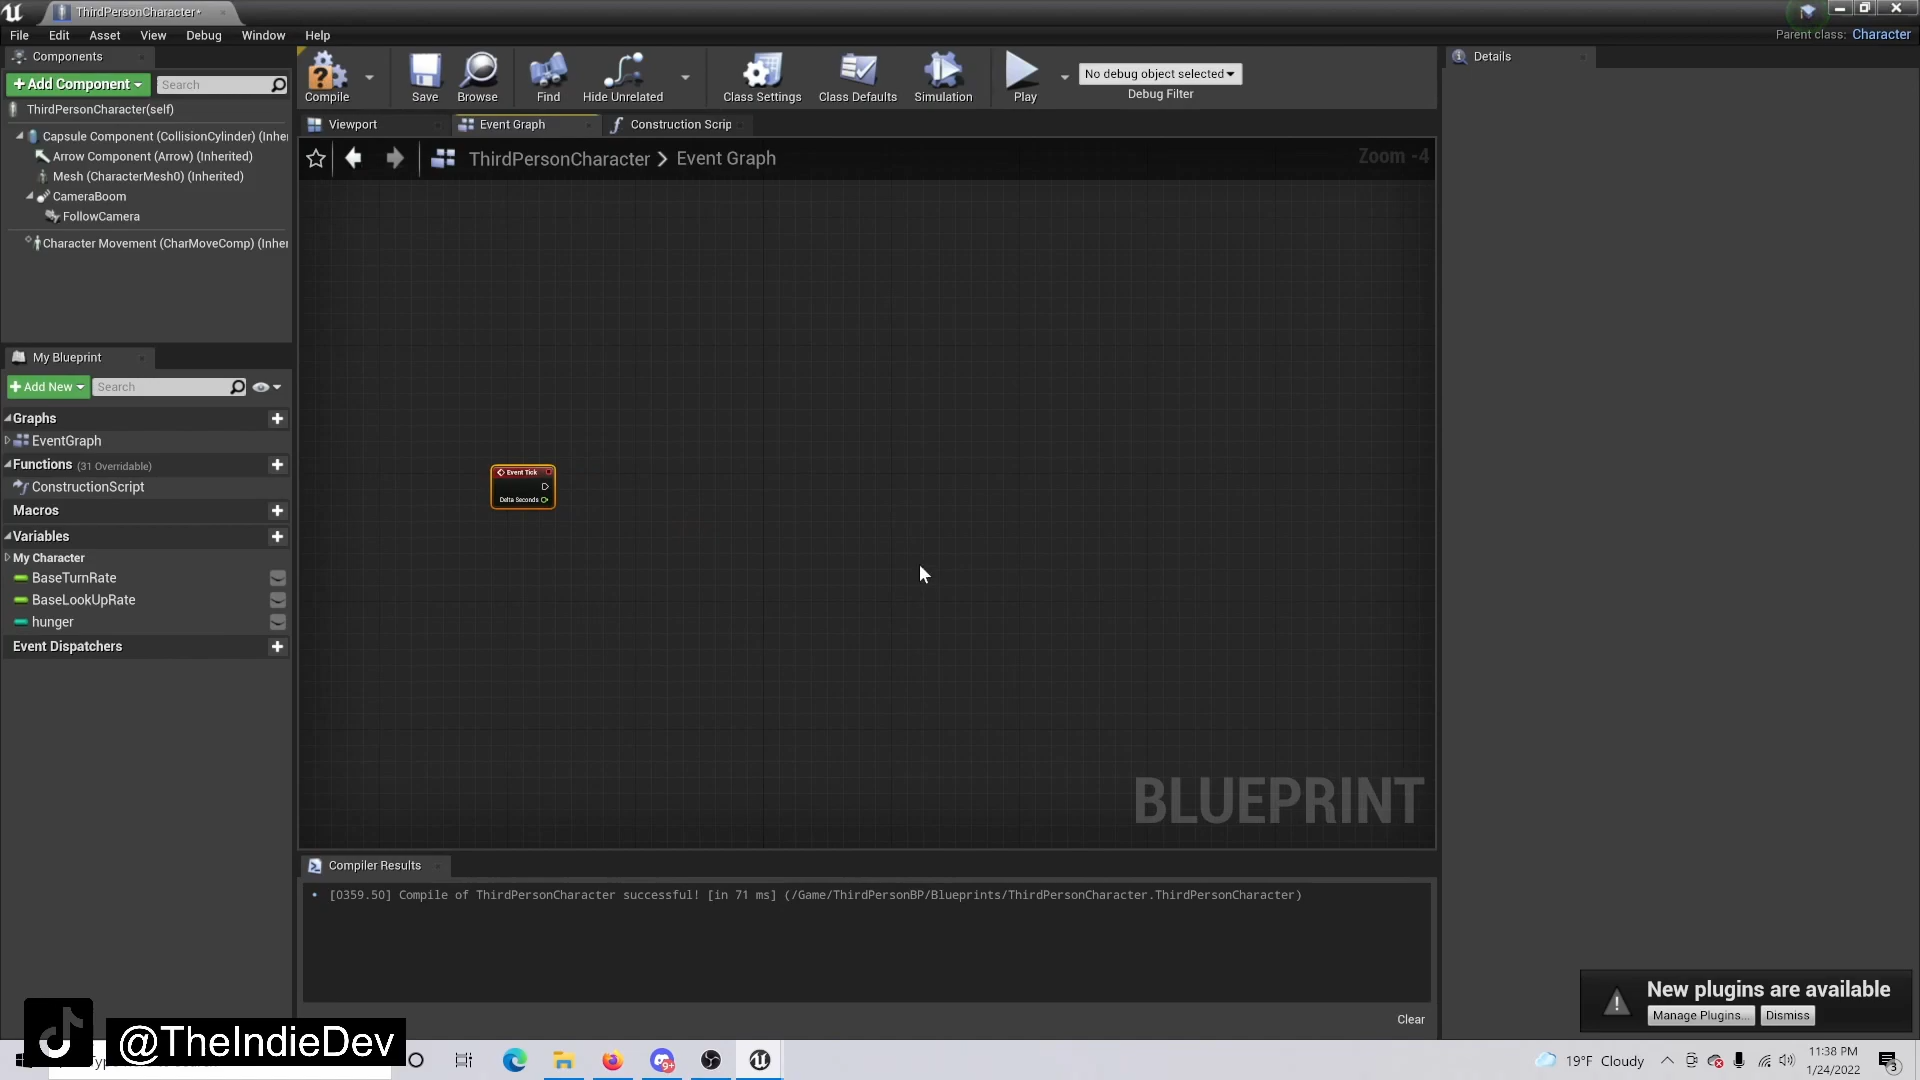 ThirdPersonCharacter*
File Edit Asset View Debug Window Help
Parent class: Character
Components
+ Add Component
Search
ThirdPersonCharacter(self)
Capsule Component (CollisionCylinder) (Inhe
Arrow Component (Arrow) (Inherited)
Mesh (CharacterMesh0) (Inherited)
CameraBoom
FollowCamera
Character Movement (CharMoveComp) (Inher
Compile
Save
Browse
Find
Hide Unrelated
Class Settings
Class Defaults
Simulation
Play
No debug object selected
Debug Filter
Details
Viewport
Event Graph
Construction Scrip
ThirdPersonCharacter > Event Graph
Zoom -4
Event Tick
Delta Seconds
BLUEPRINT
My Blueprint
+ Add New
Search
Graphs
EventGraph
Functions (31 Overridable)
ConstructionScript
Macros
Variables
My Character
BaseTurnRate
BaseLookUpRate
hunger
Event Dispatchers
Compiler Results
[0359.50] Compile of ThirdPersonCharacter successful! [in 71 ms] (/Game/ThirdPersonBP/Blueprints/ThirdPersonCharacter.ThirdPersonCharacter)
Clear
New plugins are available
Manage Plugins...
Dismiss
@TheIndieDev
9+
19°F Cloudy
11:38 PM
1/24/2022
3